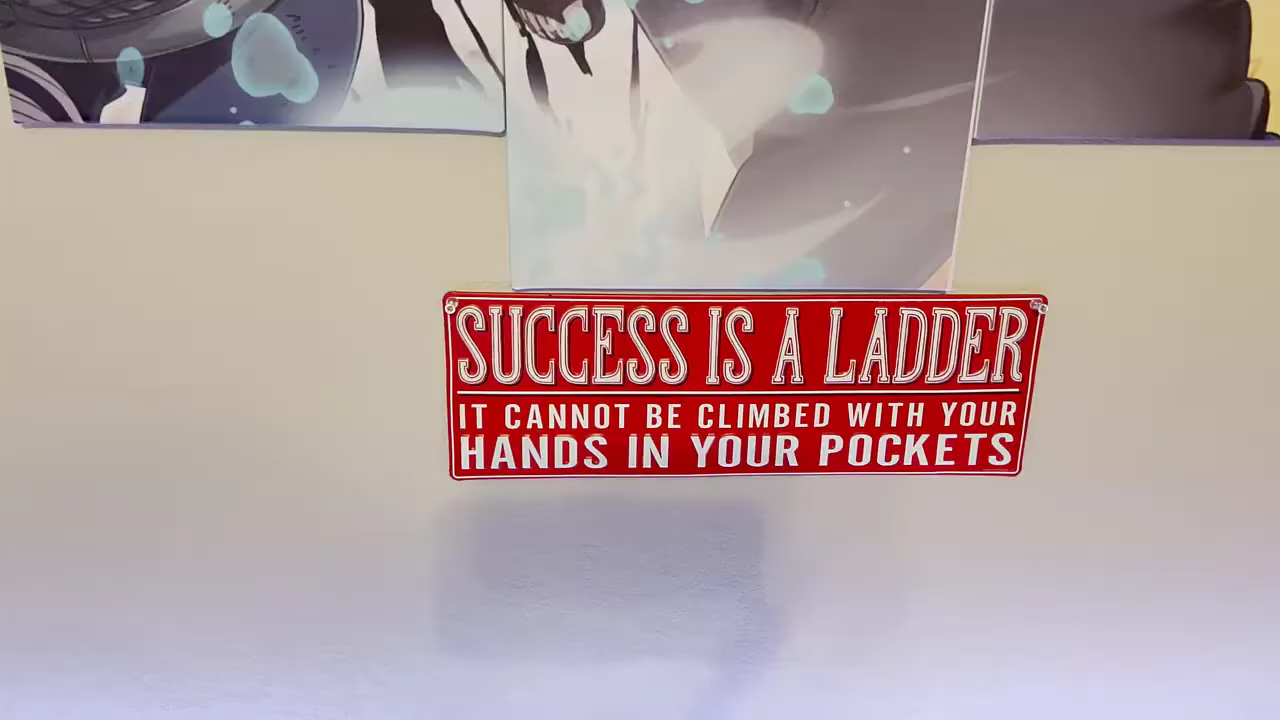 SUCCESS IS A LADDER
IT CANNOT BE CLIMBED WITH YOUR
HANDS IN YOUR POCKETS